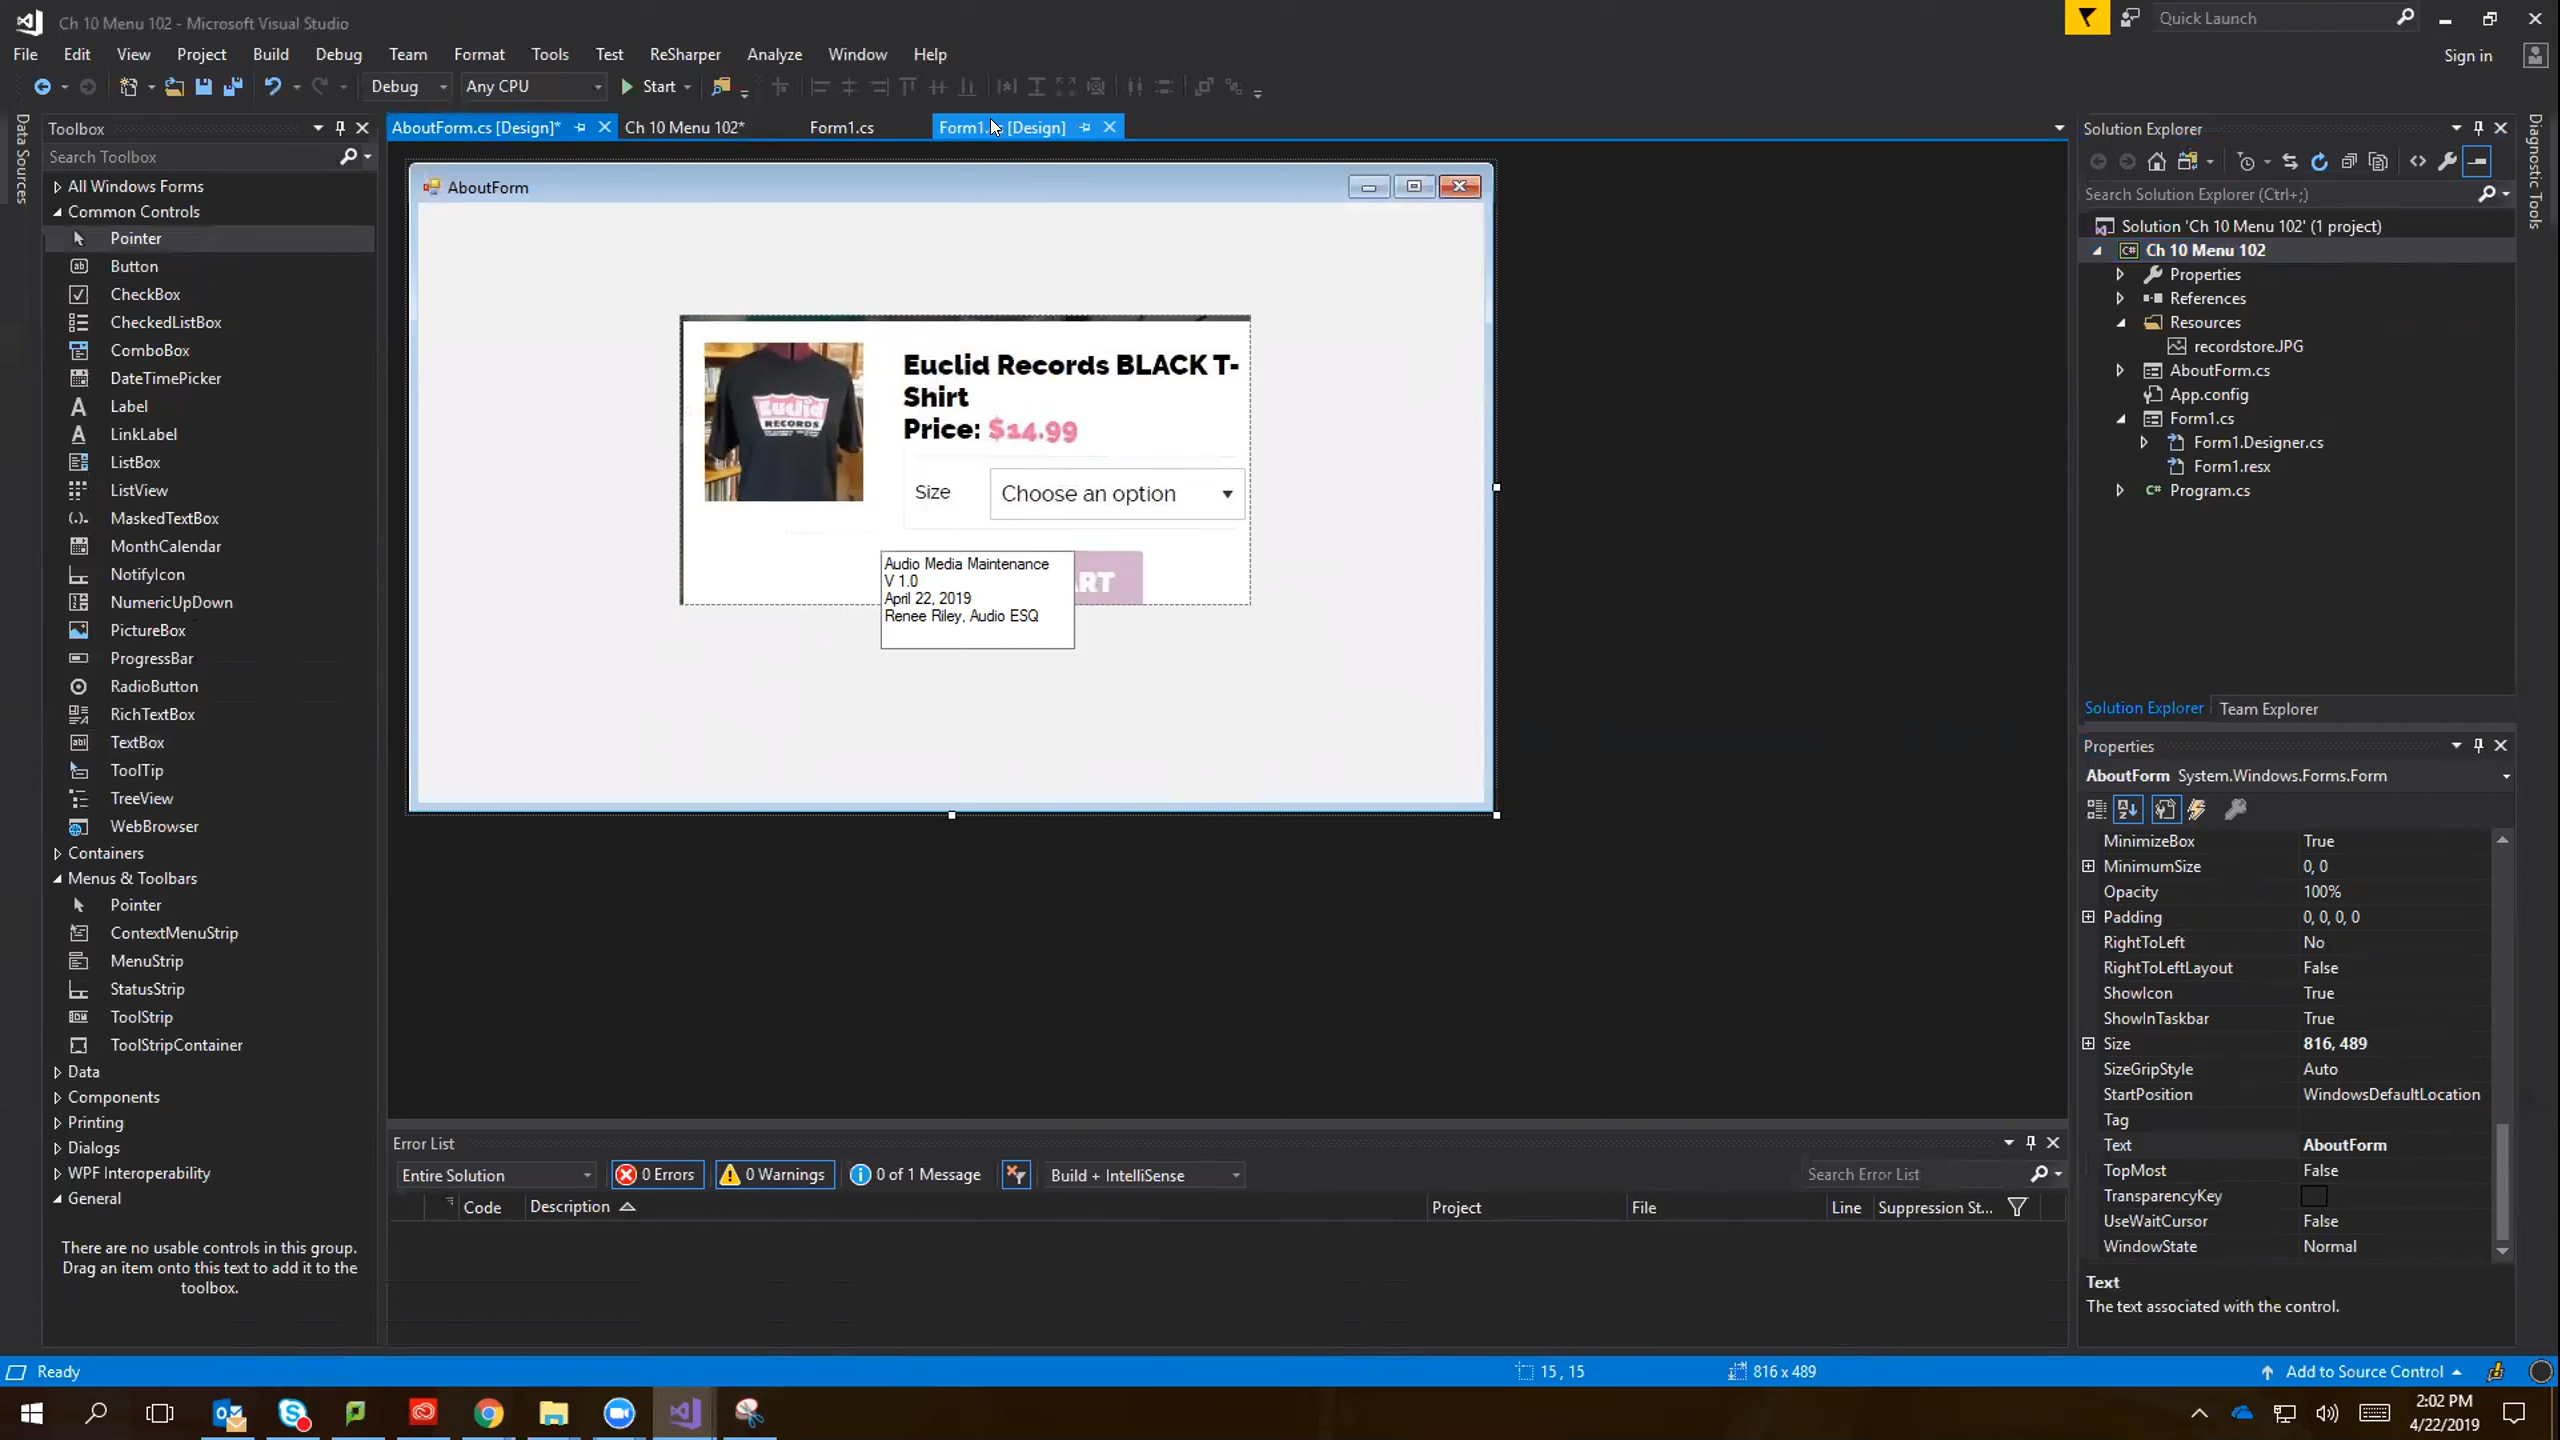 Ch 10 Menu 102 - Microsoft Visual Studio
Quick Launch
File Edit View Project Build Debug Team Format Tools Test ReSharper Analyze Window Help
Sign in
Debug Any CPU Start
Data Sources
Toolbox
Search Toolbox
All Windows Forms
Common Controls
Pointer
Button
CheckBox
CheckedListBox
ComboBox
DateTimePicker
Label
LinkLabel
ListBox
ListView
MaskedTextBox
MonthCalendar
NotifyIcon
NumericUpDown
PictureBox
ProgressBar
RadioButton
RichTextBox
TextBox
ToolTip
TreeView
WebBrowser
Containers
Menus & Toolbars
Pointer
ContextMenuStrip
MenuStrip
StatusStrip
ToolStrip
ToolStripContainer
Data
Components
Printing
Dialogs
WPF Interoperability
General
There are no usable controls in this group.
Drag an item onto this text to add it to the
toolbox.
AboutForm.cs [Design]* Ch 10 Menu 102* Form1.cs Form1. [Design]
AboutForm
Euclid RECORDS
Euclid Records BLACK T-
Shirt
Price: $14.99
Size Choose an option
ART
Audio Media Maintenance
V 1.0
April 22, 2019
Renee Riley, Audio ESQ
Error List
Entire Solution 0 Errors 0 Warnings 0 of 1 Message Build + IntelliSense Search Error List
Code Description Project File Line Suppression St...
Solution Explorer
Search Solution Explorer (Ctrl+;)
Solution 'Ch 10 Menu 102' (1 project)
Ch 10 Menu 102
Properties
References
Resources
recordstore.JPG
AboutForm.cs
App.config
Form1.cs
Form1.Designer.cs
Form1.resx
Program.cs
Solution Explorer Team Explorer
Properties
AboutForm System.Windows.Forms.Form
MinimizeBox True
MinimumSize 0, 0
Opacity 100%
Padding 0, 0, 0, 0
RightToLeft No
RightToLeftLayout False
ShowIcon True
ShowInTaskbar True
Size 816, 489
SizeGripStyle Auto
StartPosition WindowsDefaultLocation
Tag
Text AboutForm
TopMost False
TransparencyKey
UseWaitCursor False
WindowState Normal
Text
The text associated with the control.
Diagnostic Tools
Ready 15 , 15 816 x 489 Add to Source Control
2:02 PM
4/22/2019